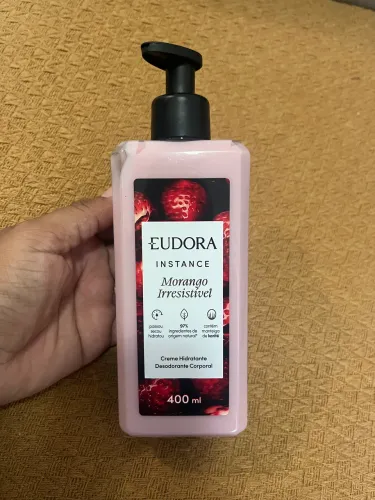 EUDORA
INSTANCE
Morango
Irresistível
passou, secou hidratou
97% ingredientes de origem natural*
contém manteiga de karité
Creme Hidratante
Desodorante Corporal
400 ml